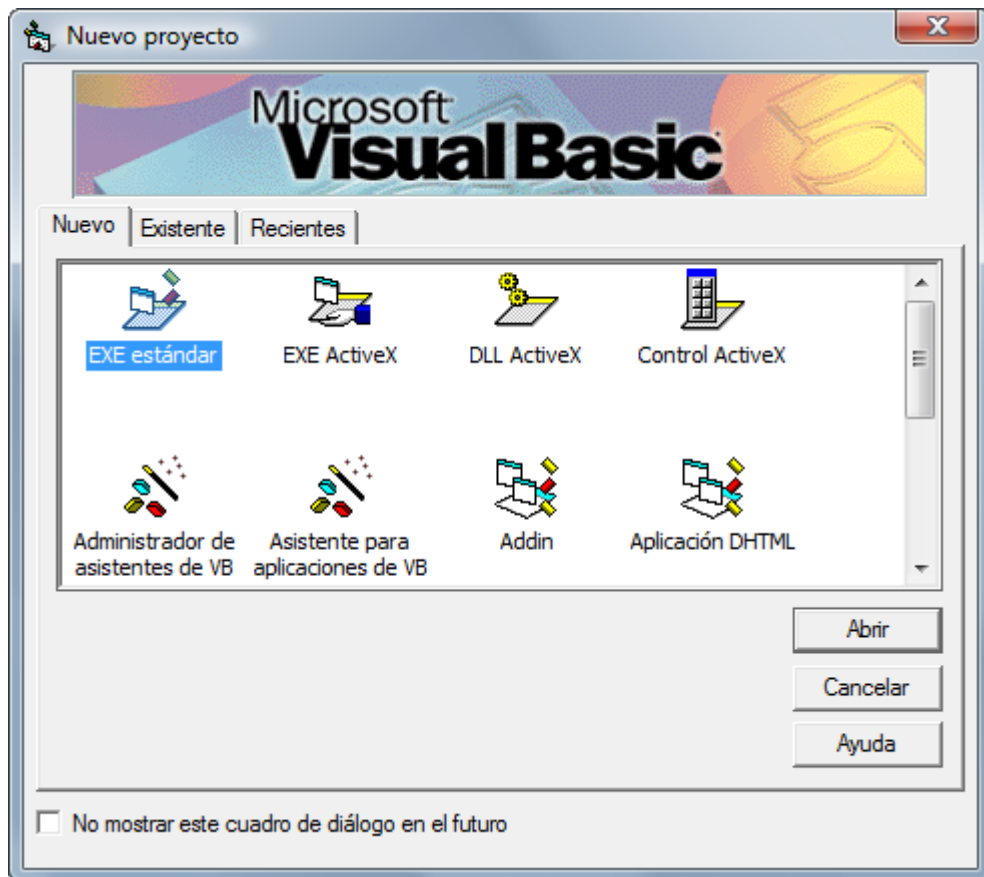 Nuevo proyecto
Microsoft
Visual Basic
Nuevo Existente Recientes
EXE estándar EXE ActiveX DLL ActiveX Control ActiveX
Administrador de asistentes de VB Asistente para aplicaciones de VB Addin Aplicación DHTML
Abrir
Cancelar
Ayuda
No mostrar este cuadro de diálogo en el futuro